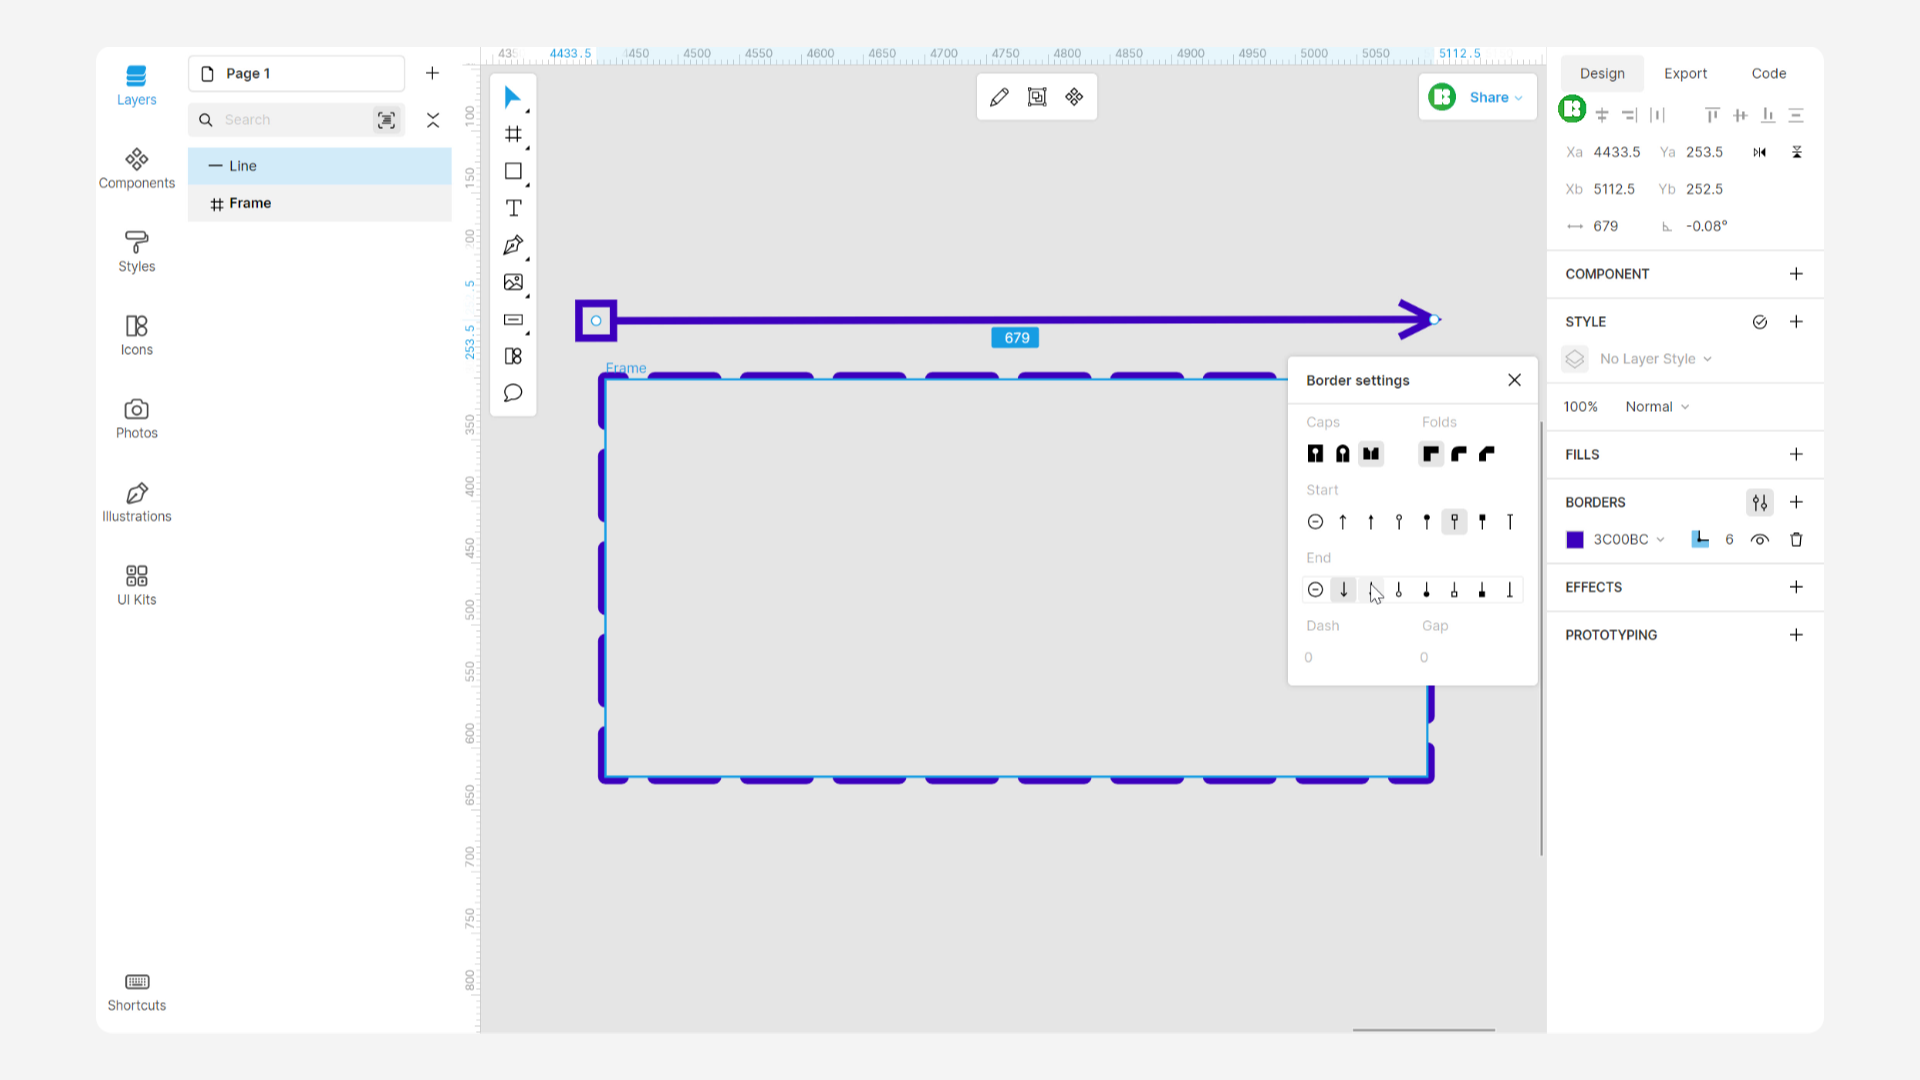 Layers
Components
Styles
Icons
Photos
Illustrations
UI Kits
Shortcuts
Page 1
Search
Line
Frame
4433.5 4450 4500 4550 4600 4650 4700 4750 4800 4850 4900 4950 5000 5050 5112.5
100
150
200
253.5
350
400
450
500
550
600
650
700
750
800
Share
679
Frame
Border settings
Caps Folds
Start
End
Dash Gap
0 0
Design Export Code
Xa 4433.5 Ya 253.5
Xb 5112.5 Yb 252.5
679 -0.08°
COMPONENT
STYLE
No Layer Style
100% Normal
FILLS
BORDERS
3C00BC 6
EFFECTS
PROTOTYPING